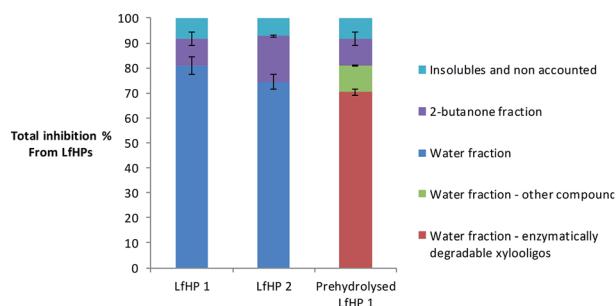 100
90
80
70
60
50
40
30
20
10
0
Total inhibition %
From LfHPs
LfHP 1
LfHP 2
Prehydrolysed
LfHP 1
Insolubles and non accounted
2-butanone fraction
Water fraction
Water fraction - other compound
Water fraction - enzymatically
degradable xylooligos